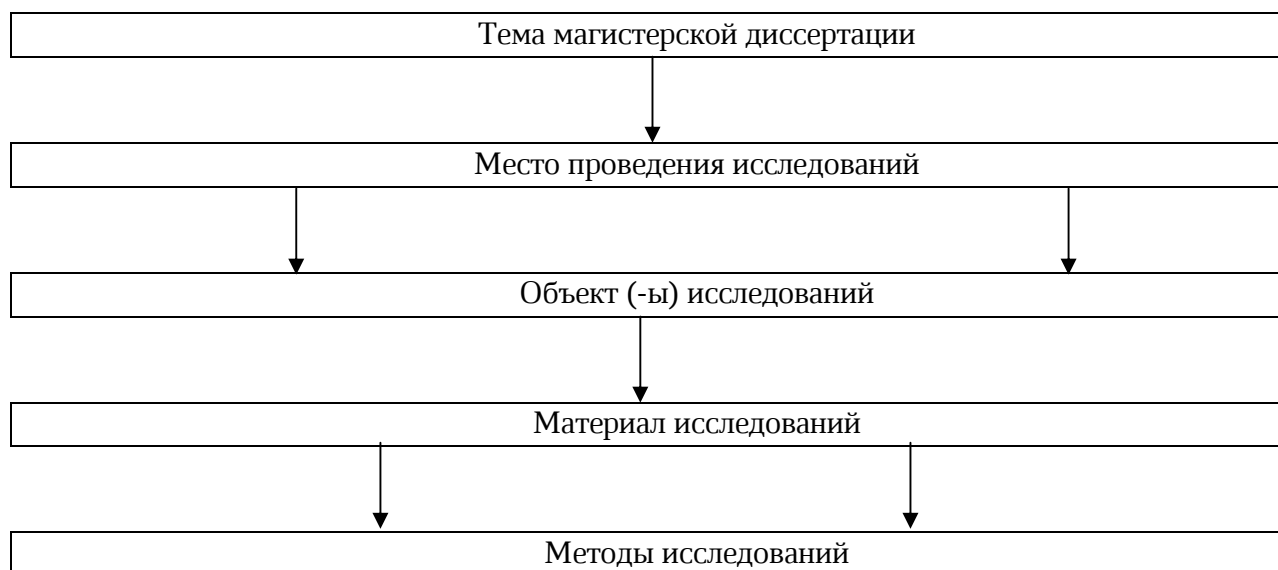 Тема магистерской диссертации
Место проведения исследований
Объект (-ы) исследований
Материал исследований
Методы исследований